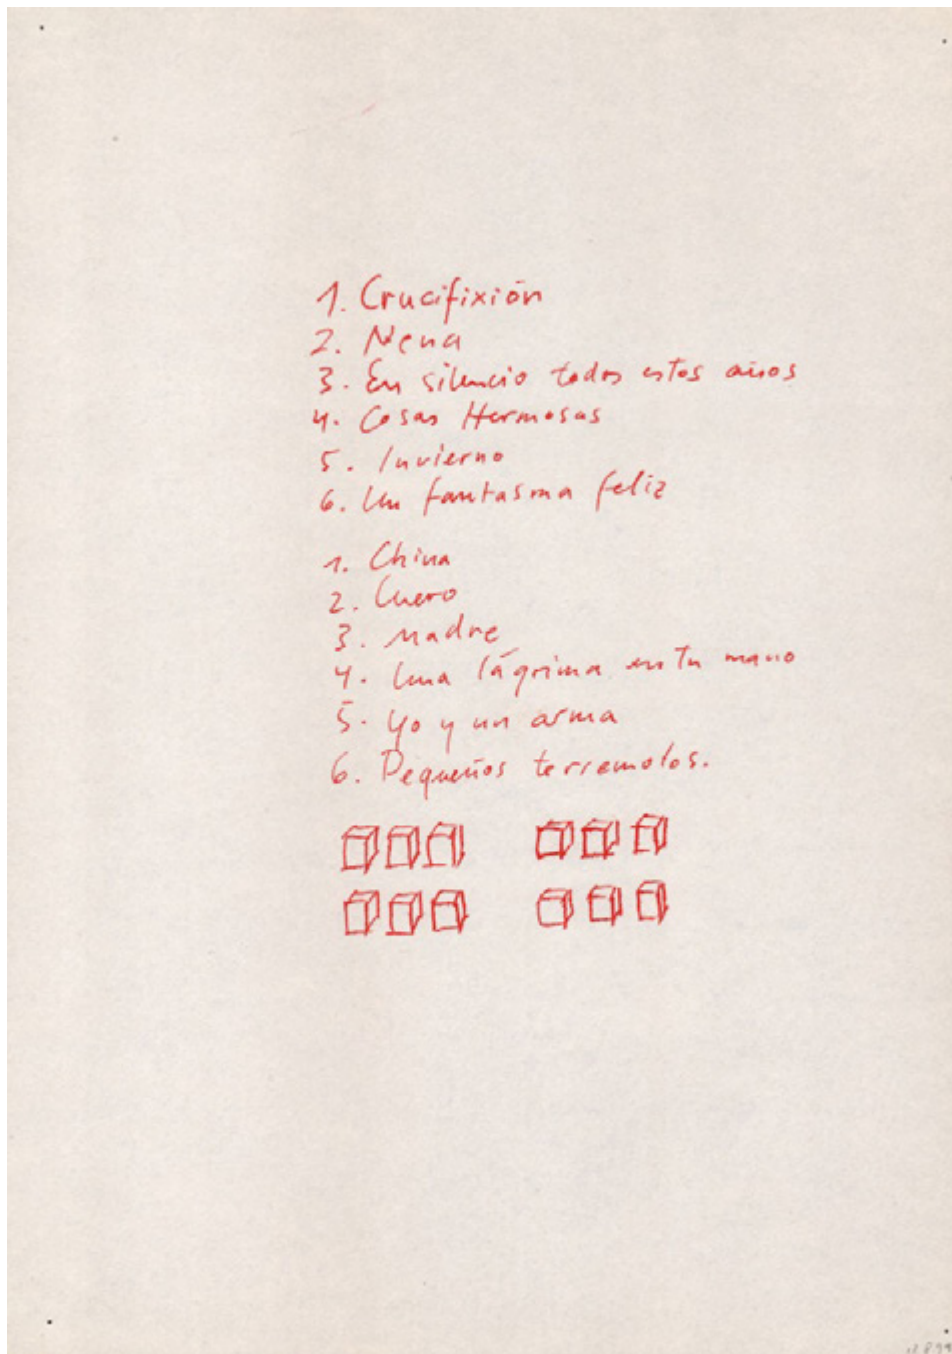 1. Crucifixión
2. Nena
3. En silencio todos estos años
4. Cosas Hermosas
5. Invierno
6. Un fantasma feliz
1. China
2. Cuero
3. Madre
4. Una lágrima en tu mano
5. Yo y un arma
6. Pequeños terremotos.